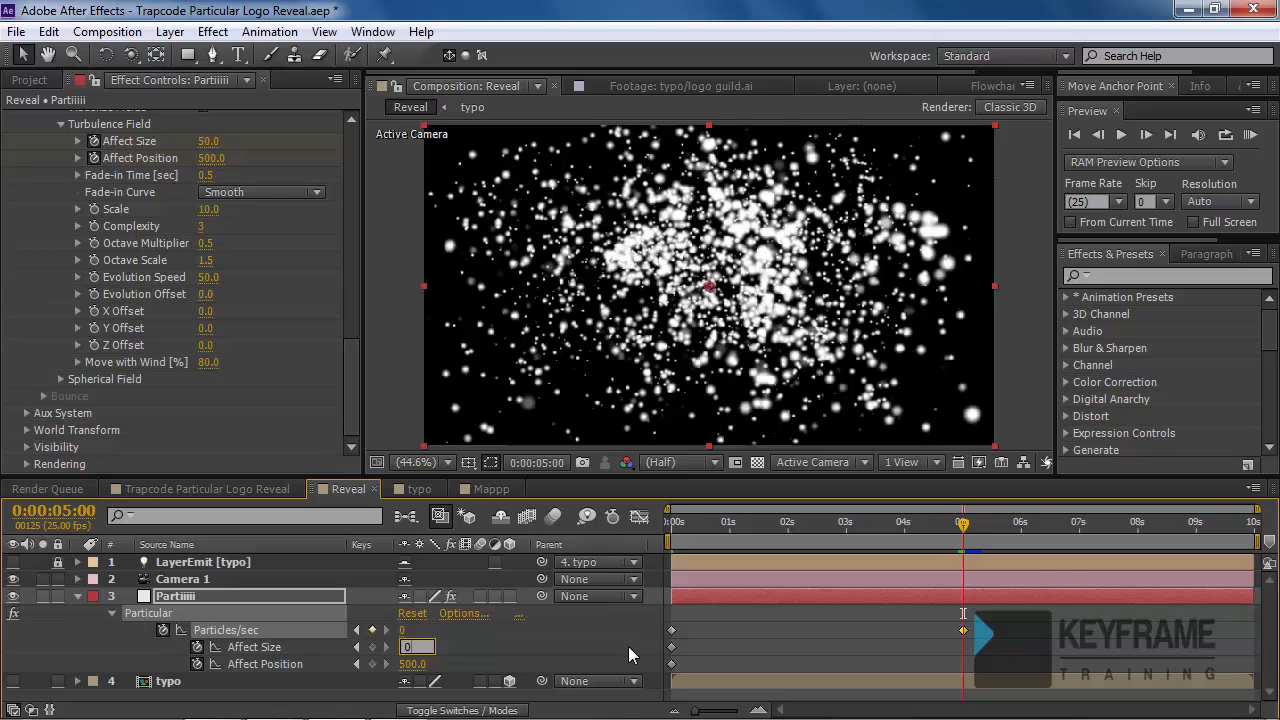 Adobe After Effects - Trapcode Particular Logo Reveal.aep *
File Edit Composition Layer Effect Animation View Window Help
Workspace: Standard Search Help
Project Effect Controls: Partiiiii
Composition: Reveal Footage: typo/logo guild.ai Layer: (none) Flowchar
Move Anchor Point Info
Reveal • Partiiiii
Reveal typo Renderer: Classic 3D
Preview
Turbulence Field
Active Camera
Affect Size 50.0
Affect Position 500.0
RAM Preview Options
Fade-in Time [sec] 0.5
Frame Rate Skip Resolution
Fade-in Curve Smooth
(25) 0 Auto
Scale 10.0
From Current Time Full Screen
Complexity 3
Octave Multiplier 0.5
Effects & Presets Paragraph
Octave Scale 1.5
Evolution Speed 50.0
Evolution Offset 0.0
* Animation Presets
X Offset 0.0
3D Channel
Y Offset 0.0
Audio
Z Offset 0.0
Blur & Sharpen
Move with Wind [%] 80.0
Channel
Spherical Field
Color Correction
Bounce
Digital Anarchy
Aux System
Distort
World Transform
Expression Controls
Visibility
Generate
Rendering
(44.6%) 0:00:05:00 (Half) Active Camera 1 View
Render Queue Trapcode Particular Logo Reveal Reveal typo Mappp
0:00:05:00
00125 (25.00 fps)
0:00s 01s 02s 03s 04s 06s 07s 08s 09s 10s
# Source Name Keys Parent
1 LayerEmit [typo] 4. typo
2 Camera 1 None
3 Partiiiii None
Particular Reset Options... ...
Particles/sec 0
Affect Size 0
Affect Position 500.0
4 typo None
KEYFRAME
TRAINING
Toggle Switches / Modes